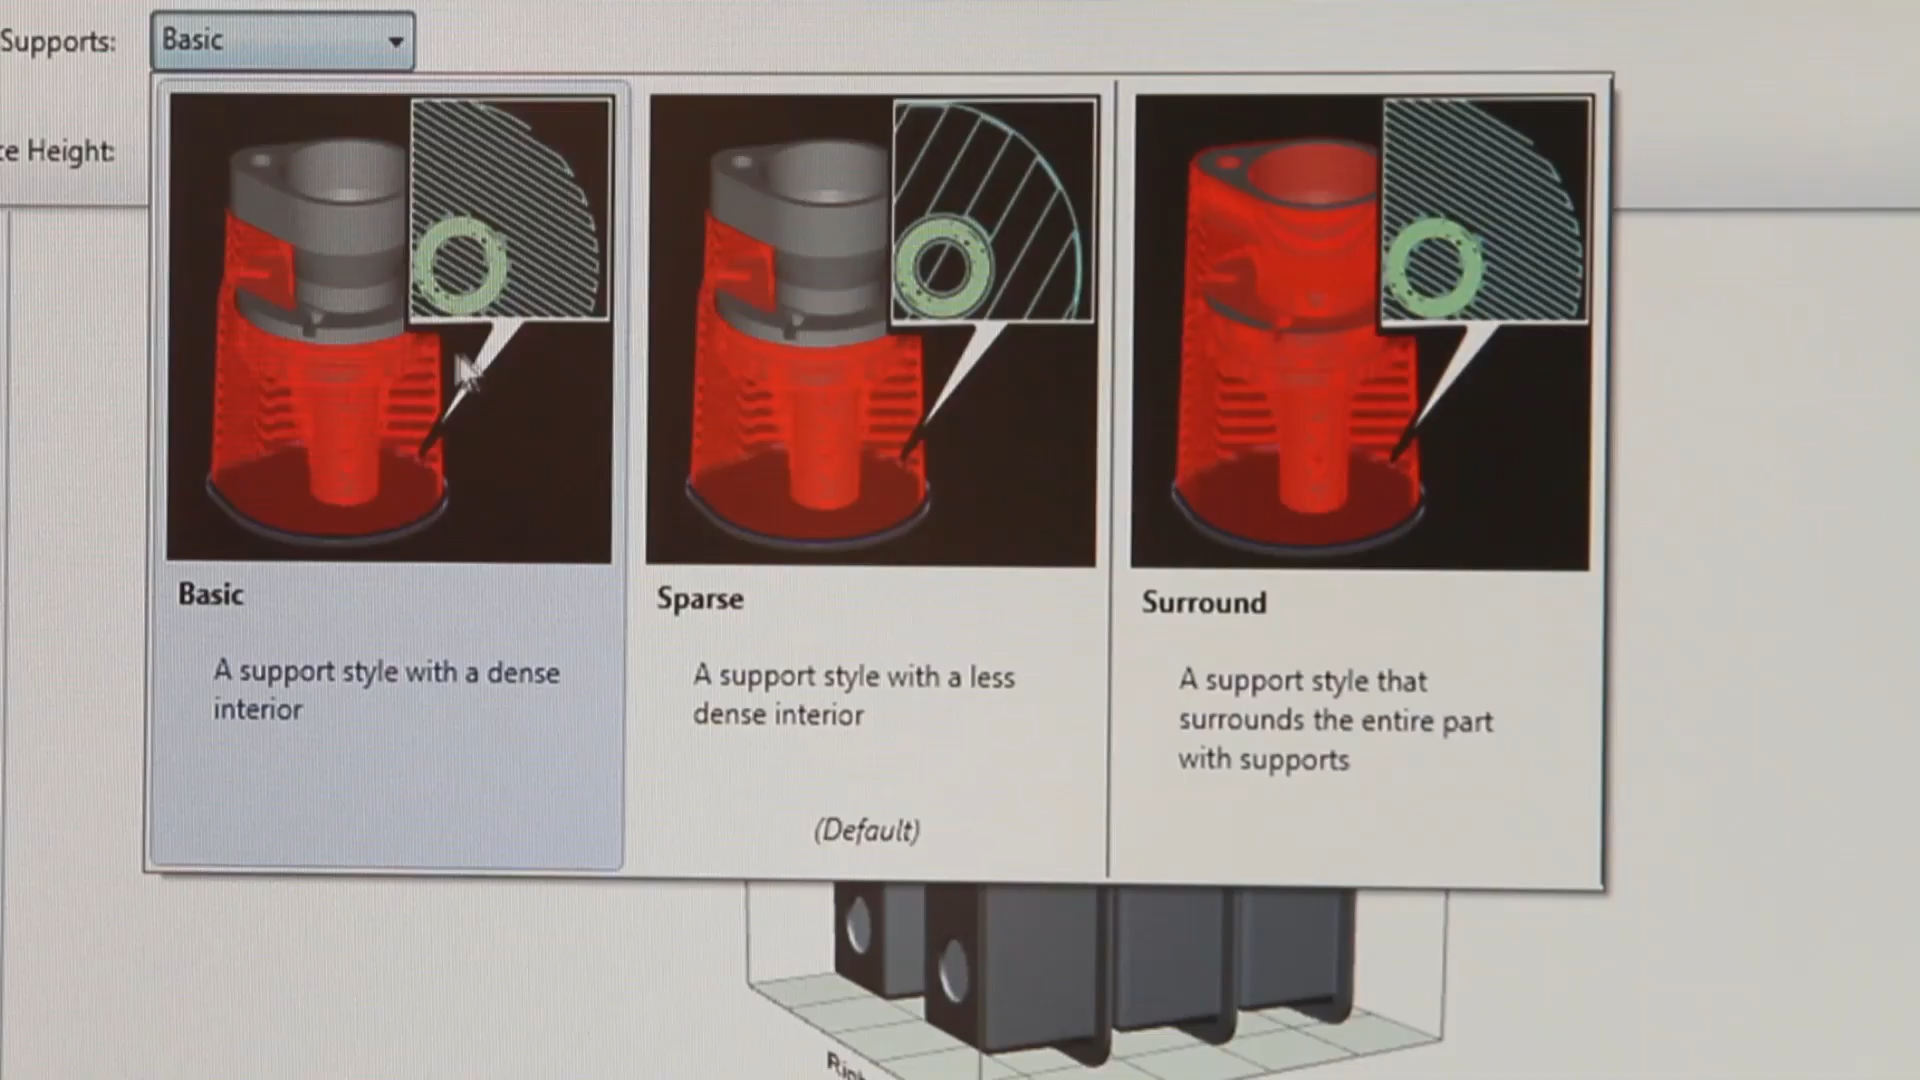 Supports:
Basic
Height:
Basic
A support style with a dense
interior
Sparse
A support style with a less
dense interior
(Default)
Surround
A support style that
surrounds the entire part
with supports